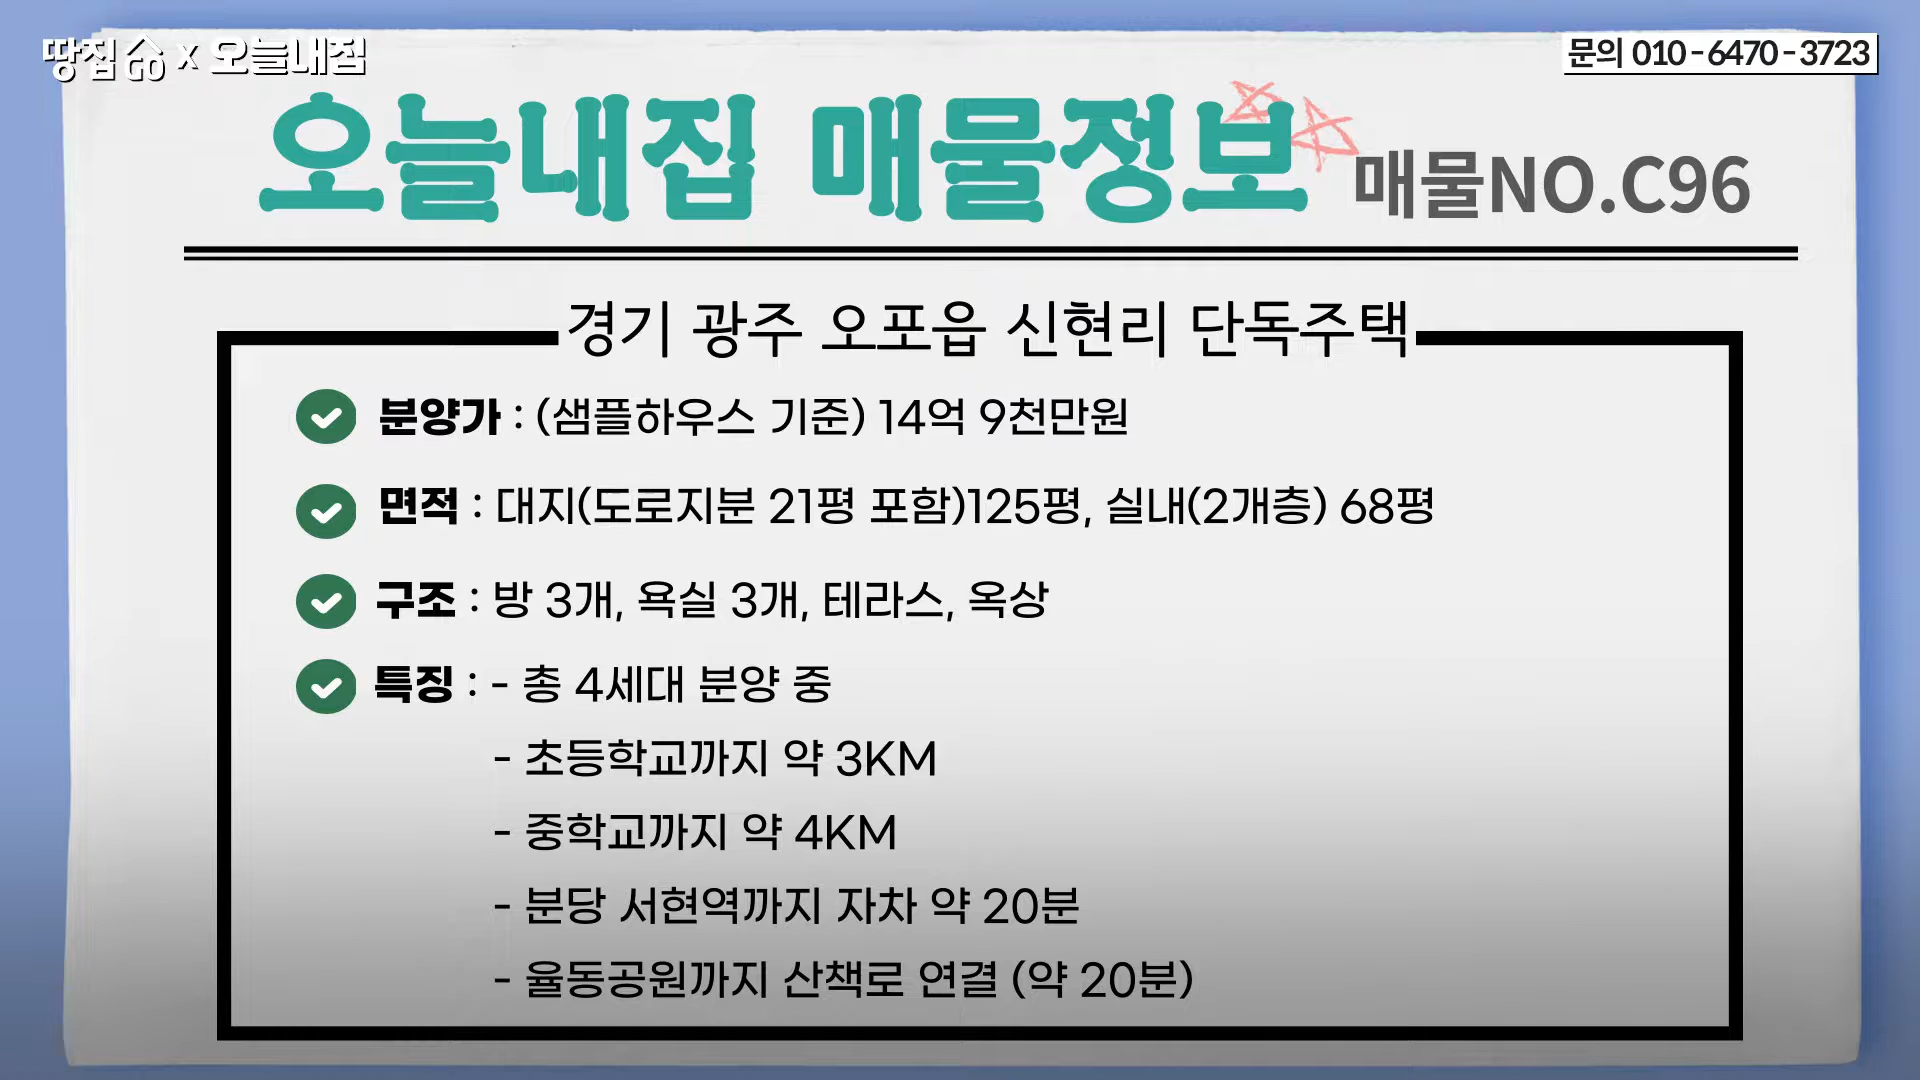 땅집GO x 오늘내집
문의 010-6470-3723
오늘내집 매물정보 매물NO.C96
경기 광주 오포읍 신현리 단독주택
분양가 : (샘플하우스 기준) 14억 9천만원
면적 : 대지(도로지분 21평 포함)125평, 실내(2개층) 68평
구조 : 방 3개, 욕실 3개, 테라스, 옥상
특징 : - 총 4세대 분양 중
- 초등학교까지 약 3KM
- 중학교까지 약 4KM
- 분당 서현역까지 자차 약 20분
- 율동공원까지 산책로 연결 (약 20분)